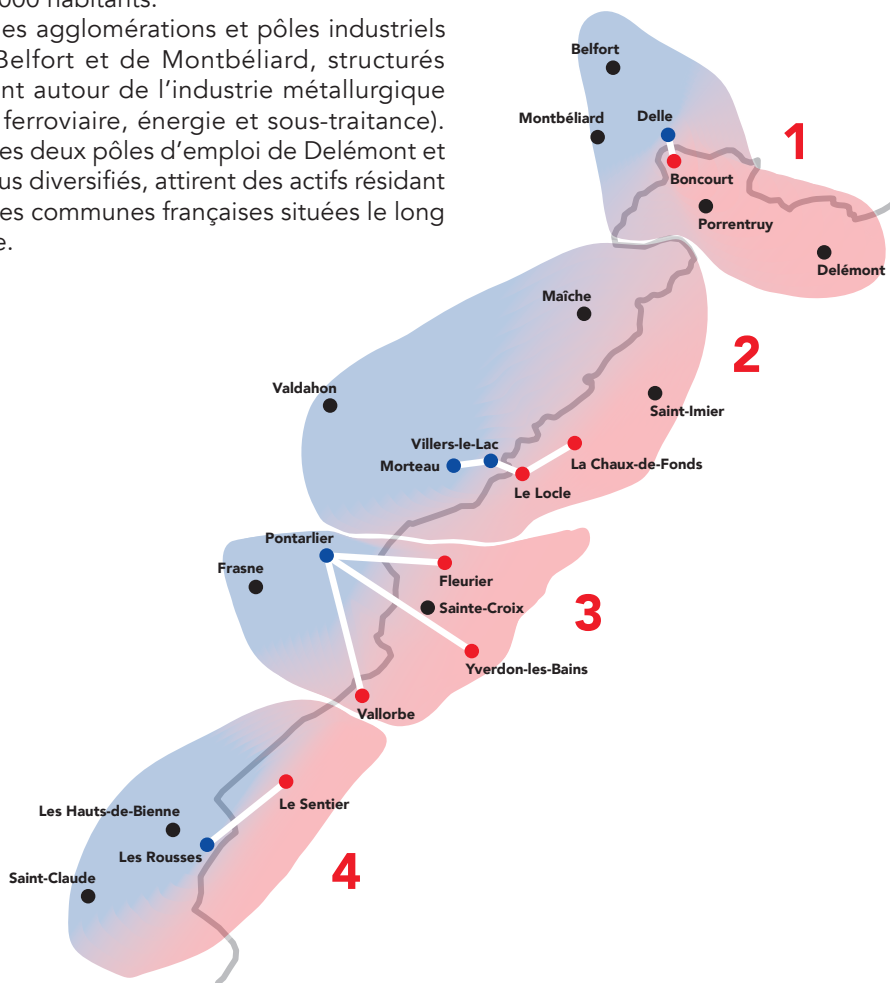 000 habitants.
es agglomérations et pôles industriels
Belfort et de Montbéliard, structurés
nt autour de l'industrie métallurgique
ferroviaire, énergie et sous-traitance).
es deux pôles d'emploi de Delémont et
us diversifiés, attirent des actifs résidant
es communes françaises situées le long
e.
Belfort
Montbéliard
Delle
1
Boncourt
Porrentruy
Delémont
Maîche
2
Valdahon
Saint-Imier
Villers-le-Lac
Morteau
La Chaux-de-Fonds
Le Locle
Pontarlier
Frasne
Fleurier
Sainte-Croix
3
Yverdon-les-Bains
Vallorbe
Le Sentier
Les Hauts-de-Bienne
Les Rousses
Saint-Claude
4